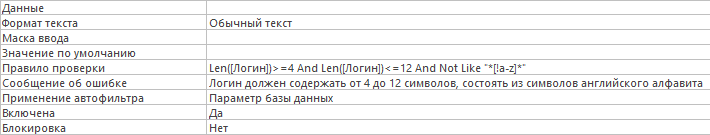 Данные
Формат текста Обычный текст
Маска ввода
Значение по умолчанию
Правило проверки Len([Логин])>=4 And Len([Логин])<=12 And Not Like "*[!a-z]*"
Сообщение об ошибке Логин должен содержать от 4 до 12 символов, состоять из символов английского алфавита
Применение автофильтра Параметр базы данных
Включена Да
Блокировка Нет